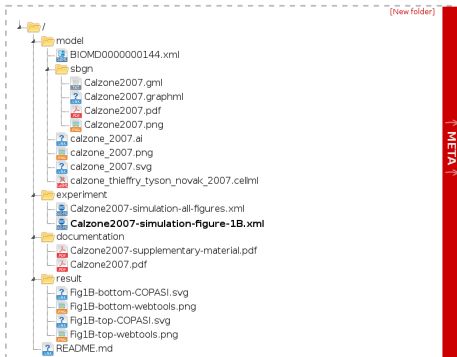 [New folder]
/
model
BIOMD0000000144.xml
sbgn
Calzone2007.gml
Calzone2007.graphml
Calzone2007.pdf
Calzone2007.png
calzone_2007.ai
calzone_2007.png
calzone_2007.svg
calzone_thieffry_tyson_novak_2007.cellml
experiment
Calzone2007-simulation-all-figures.xml
Calzone2007-simulation-figure-1B.xml
documentation
Calzone2007-supplementary-material.pdf
Calzone2007.pdf
result
Fig1B-bottom-COPASI.svg
Fig1B-bottom-webtools.png
Fig1B-top-COPASI.svg
Fig1B-top-webtools.png
README.md
META